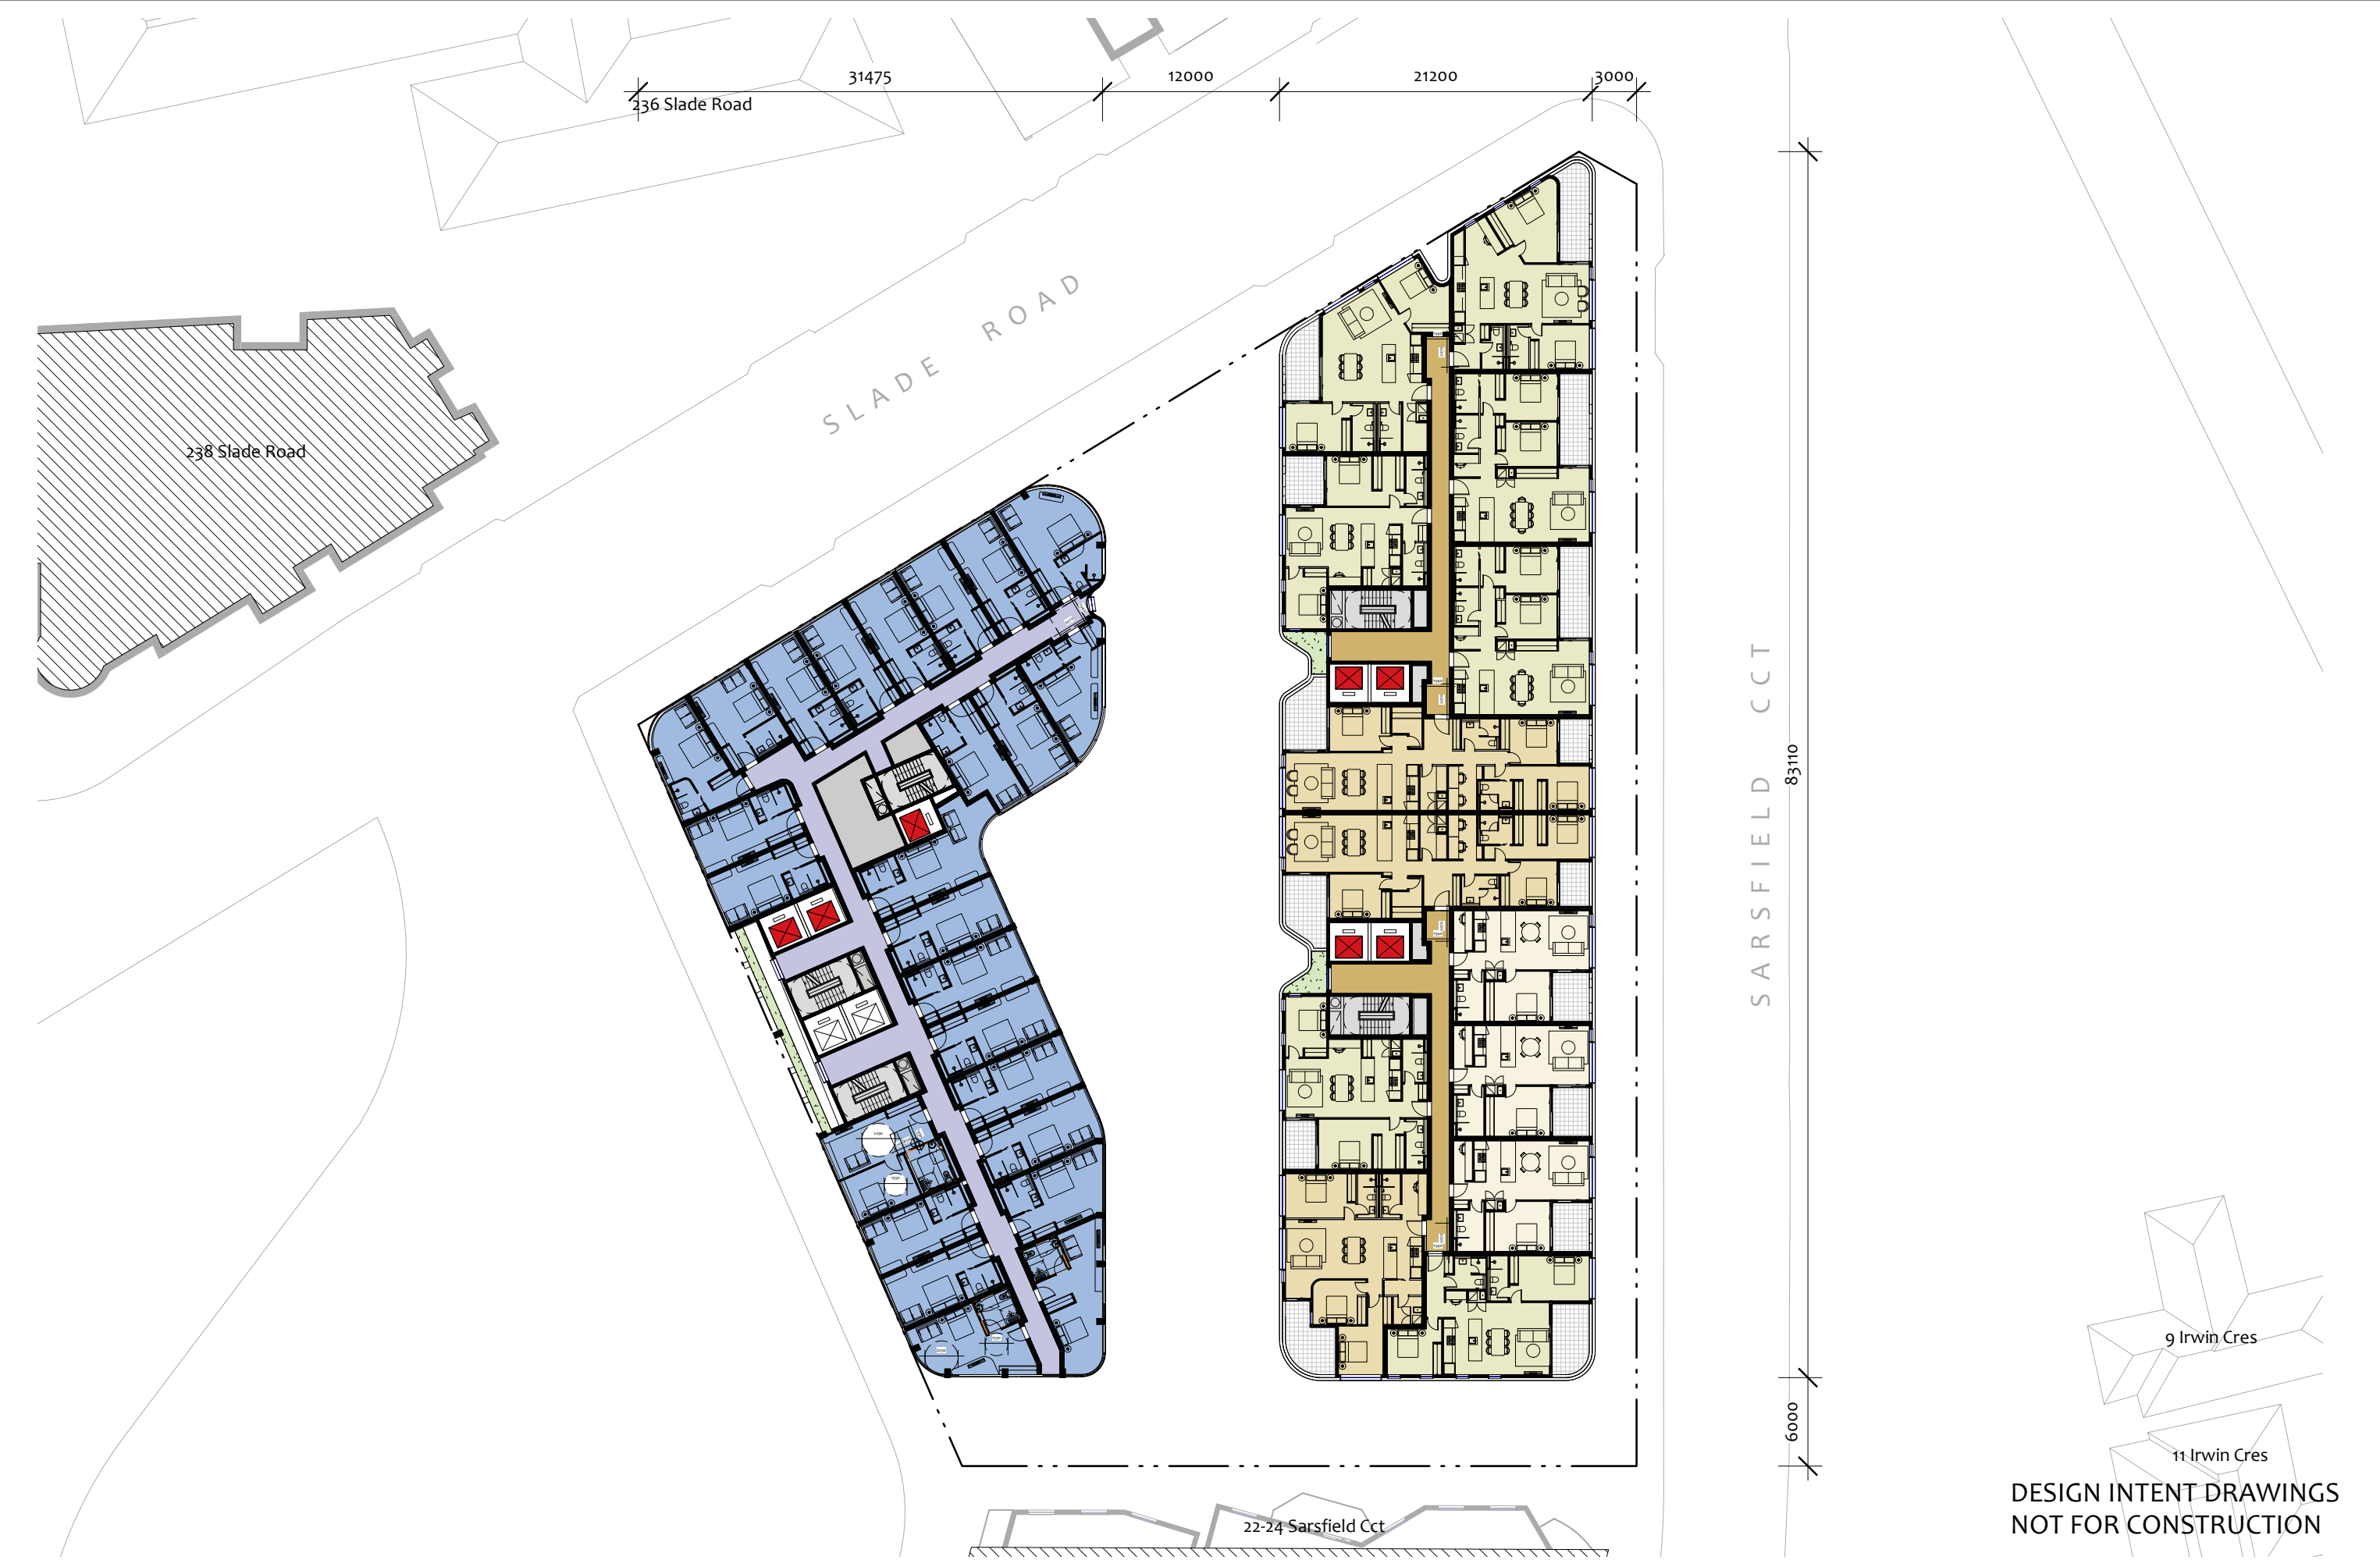 31475
12000
21200
3000
236 Slade Road
SLADE ROAD
238 Slade Road
SARSFIELD CCT
83110
6000
9 Irwin Cres
11 Irwin Cres
DESIGN INTENT DRAWINGS
NOT FOR CONSTRUCTION
22-24 Sarsfield Cct